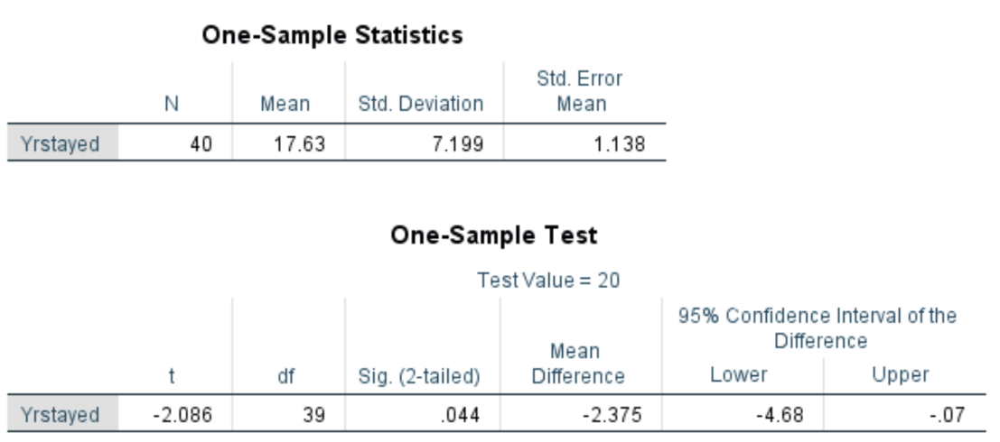 One-Sample Statistics
N Mean Std. Deviation Std. Error Mean
Yrstayed 40 17.63 7.199 1.138
One-Sample Test
Test Value = 20
95% Confidence Interval of the Difference
t df Sig. (2-tailed) Mean Difference Lower Upper
Yrstayed -2.086 39 .044 -2.375 -4.68 -.07